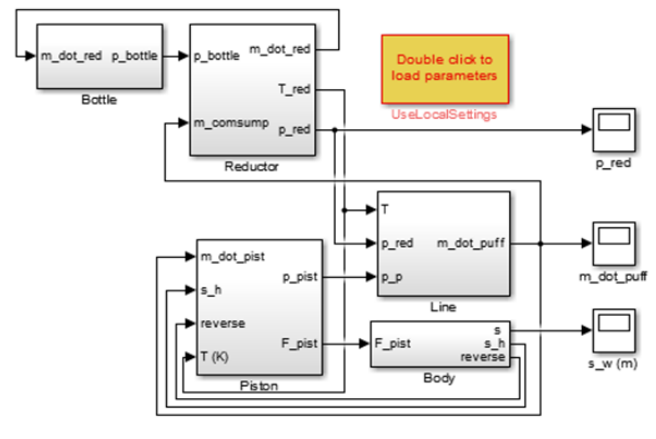 m_dot_red p_bottle
Bottle
p_bottle m_dot_red
T_red
m_comsump p_red
Reductor
Double click to
load parameters
UseLocalSettings
p_red
T
p_red m_dot_puff
p_p
Line
m_dot_puff
m_dot_pist
p_pist
s_h
reverse
F_pist
T (K)
Piston
F_pist s
s_h
reverse
Body
s_w (m)